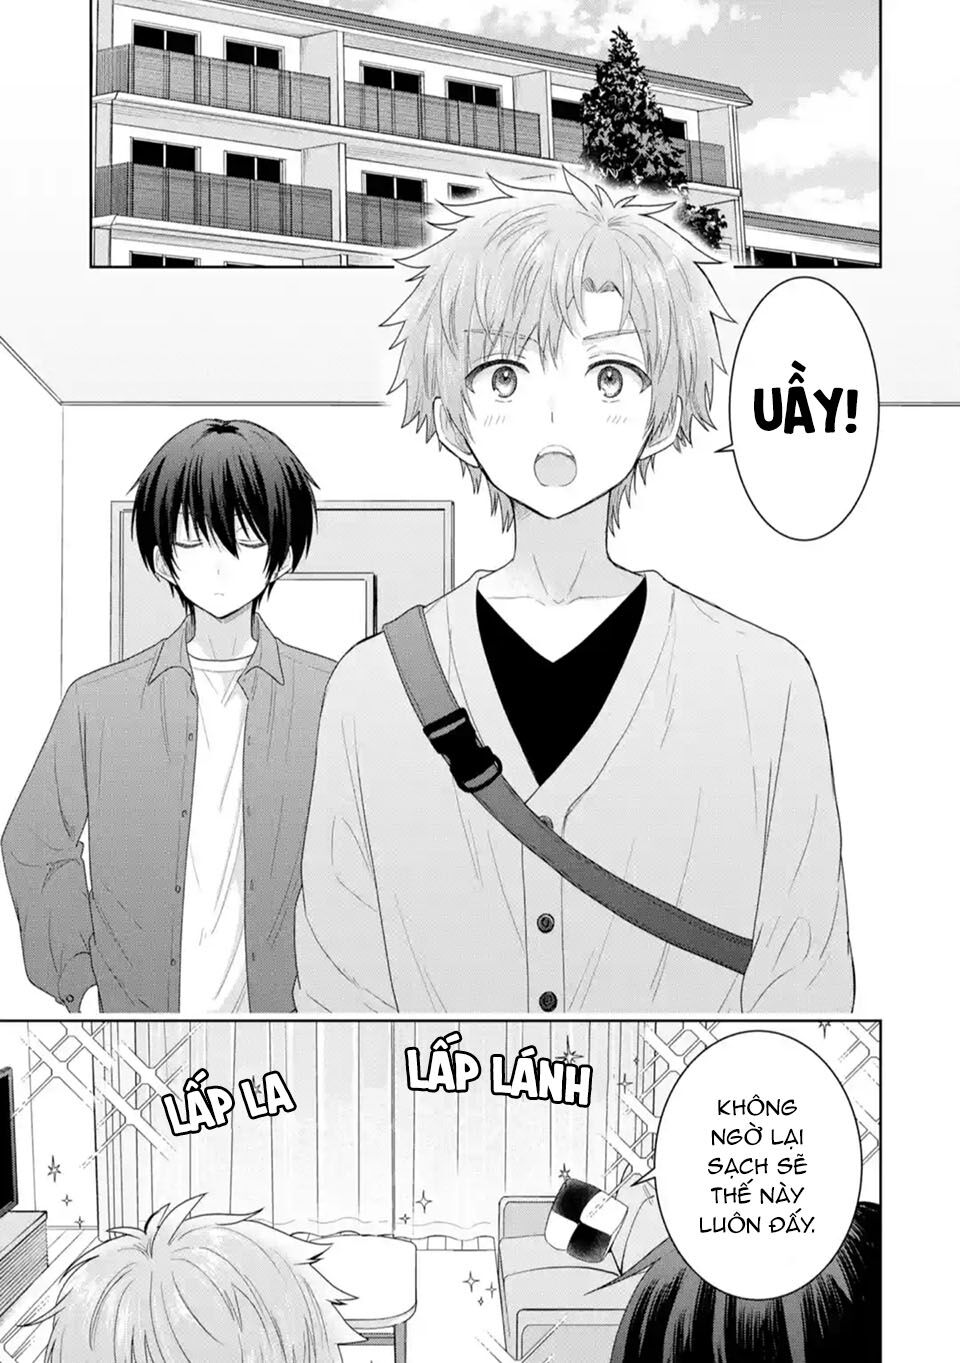 UẦY!
LẤP LÁNH
LẤP LA
KHÔNG
NGỜ LẠI
SẠCH SẼ
THẾ NÀY
LUÔN ĐẤY.